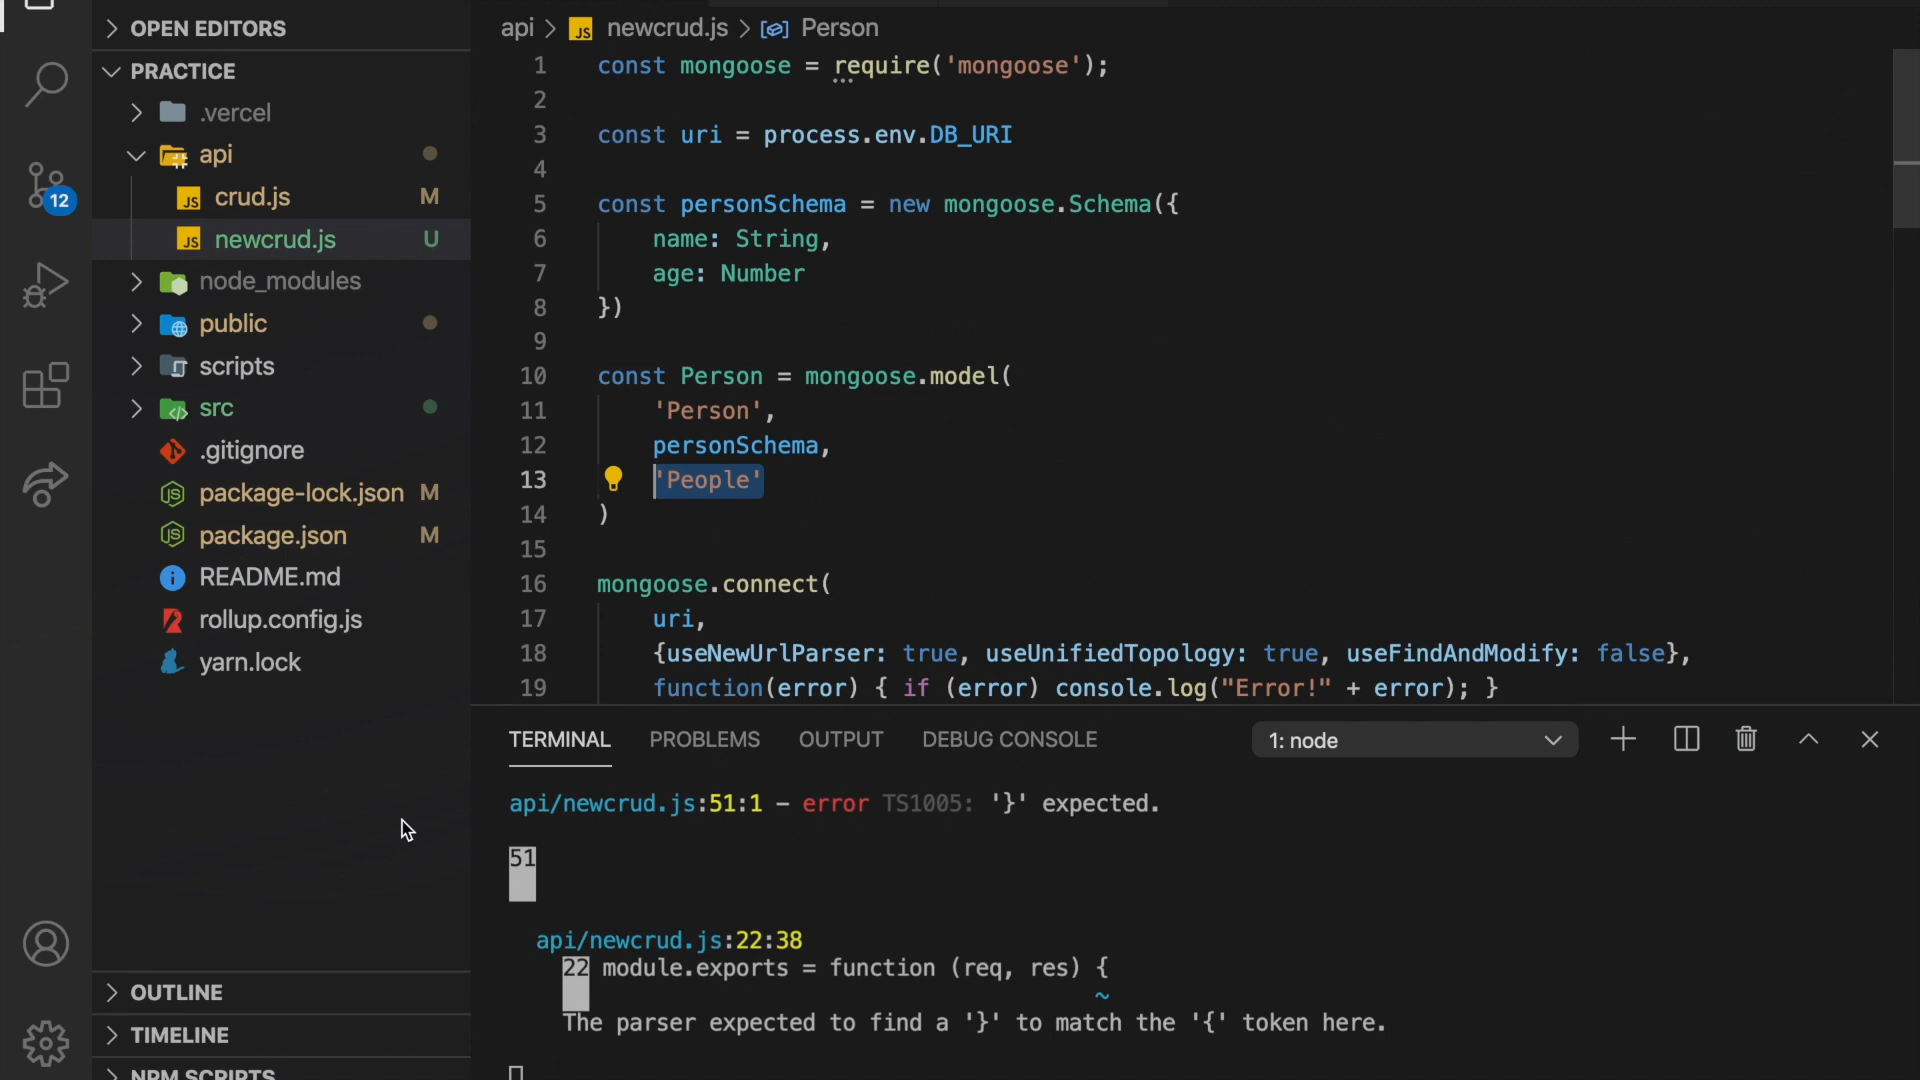 OPEN EDITORS
PRACTICE
.vercel
api
JS crud.js M
JS newcrud.js U
node_modules
public
scripts
src
.gitignore
package-lock.json M
package.json M
README.md
rollup.config.js
yarn.lock
OUTLINE
TIMELINE
NPM SCRIPTS
12
api > JS newcrud.js > Person
1 const mongoose = require('mongoose');
2
3 const uri = process.env.DB_URI
4
5 const personSchema = new mongoose.Schema({
6 name: String,
7 age: Number
8 })
9
10 const Person = mongoose.model(
11 'Person',
12 personSchema,
13 'People'
14 )
15
16 mongoose.connect(
17 uri,
18 {useNewUrlParser: true, useUnifiedTopology: true, useFindAndModify: false},
19 function(error) { if (error) console.log("Error!" + error); }
TERMINAL PROBLEMS OUTPUT DEBUG CONSOLE 1: node
api/newcrud.js:51:1 – error TS1005: '}' expected.
51
api/newcrud.js:22:38
22 module.exports = function (req, res) {
~
The parser expected to find a '}' to match the '{' token here.